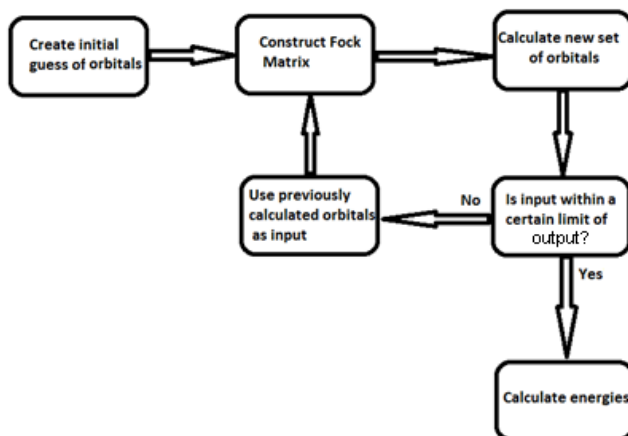 Create initial
guess of orbitals
Construct Fock
Matrix
Calculate new set
of orbitals
Is input within a
certain limit of
output?
No
Use previously
calculated orbitals
as input
Yes
Calculate energies